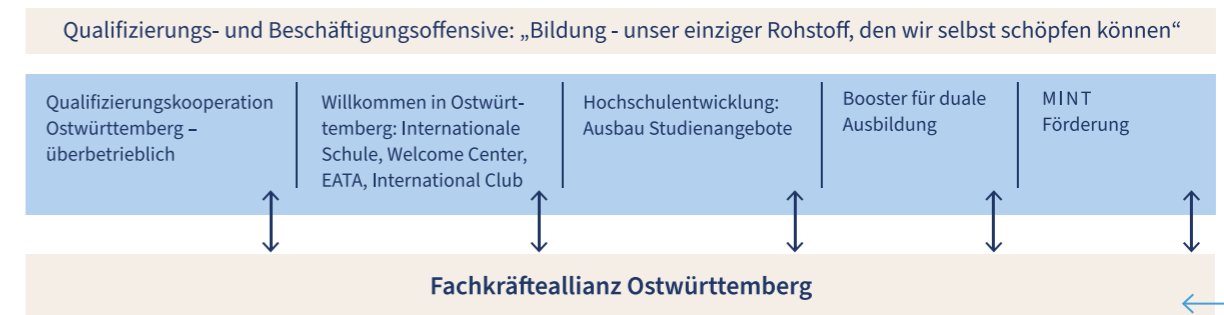 Qualifizierungs- und Beschäftigungsoffensive: „Bildung - unser einziger Rohstoff, den wir selbst schöpfen können“
Qualifizierungskooperation
Ostwürttemberg –
überbetrieblich
Willkommen in Ostwürt-
temberg: Internationale
Schule, Welcome Center,
EATA, International Club
Hochschulentwicklung:
Ausbau Studienangebote
Booster für duale
Ausbildung
MINT
Förderung
Fachkräfteallianz Ostwürttemberg